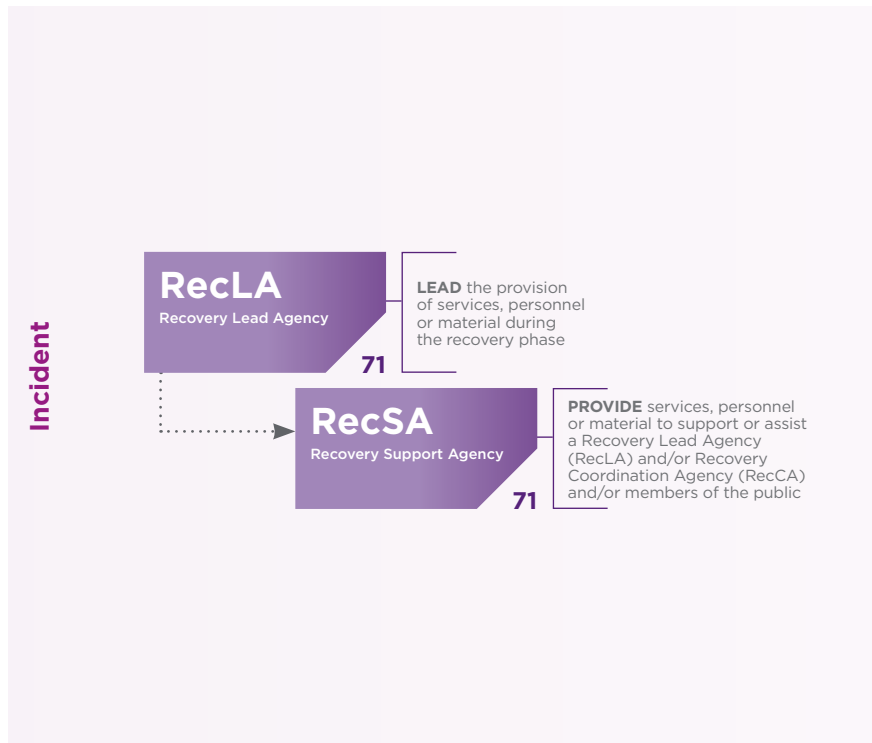 Incident
RecLA
Recovery Lead Agency
71
LEAD the provision
of services, personnel
or material during
the recovery phase
RecSA
Recovery Support Agency
71
PROVIDE services, personnel
or material to support or assist
a Recovery Lead Agency
(RecLA) and/or Recovery
Coordination Agency (RecCA)
and/or members of the public